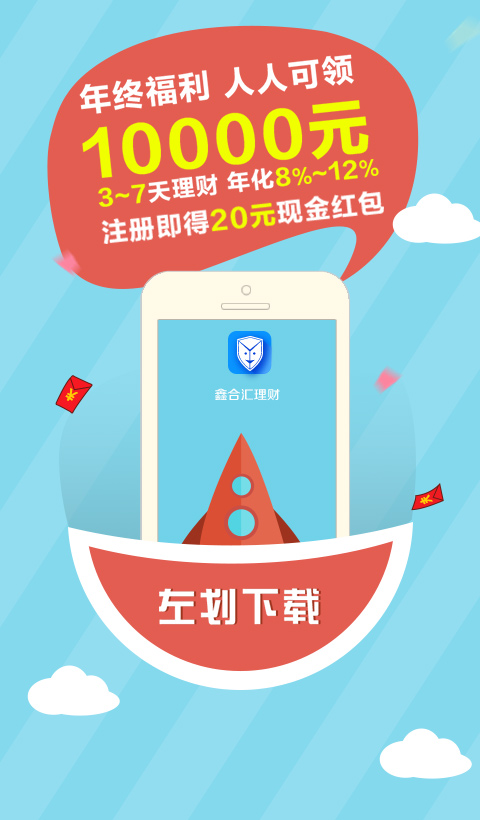 年终福利 人人可领
10000元
3~7天理财 年化8%~12%
注册即得20元现金红包
鑫合汇理财
左划下载